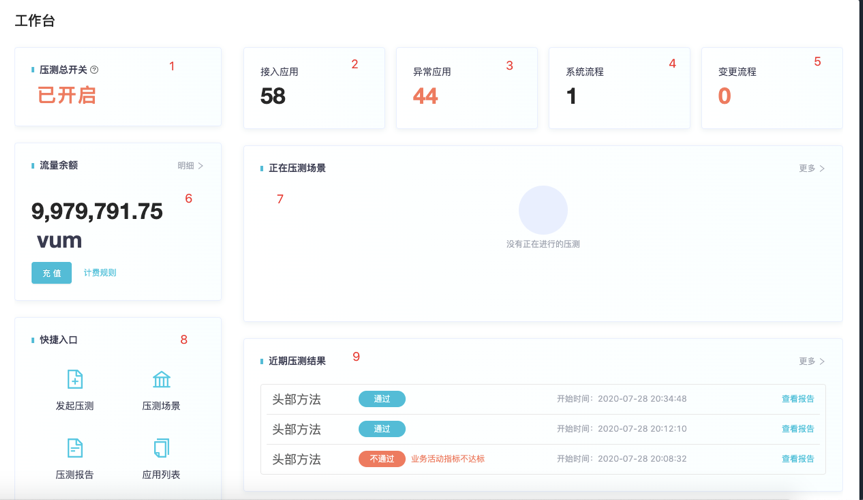 工作台
压测总开关 ?
1
已开启
接入应用
2
58
异常应用
3
44
系统流程
4
1
变更流程
5
0
流量余额
明细 >
6
9,979,791.75
vum
充值
计费规则
正在压测场景
更多 >
7
没有正在进行的压测
快捷入口
8
发起压测
压测场景
压测报告
应用列表
近期压测结果
9
更多 >
头部方法 通过 开始时间：2020-07-28 20:34:48 查看报告
头部方法 通过 开始时间：2020-07-28 20:12:10 查看报告
头部方法 不通过 业务活动指标不达标 开始时间：2020-07-28 20:08:32 查看报告